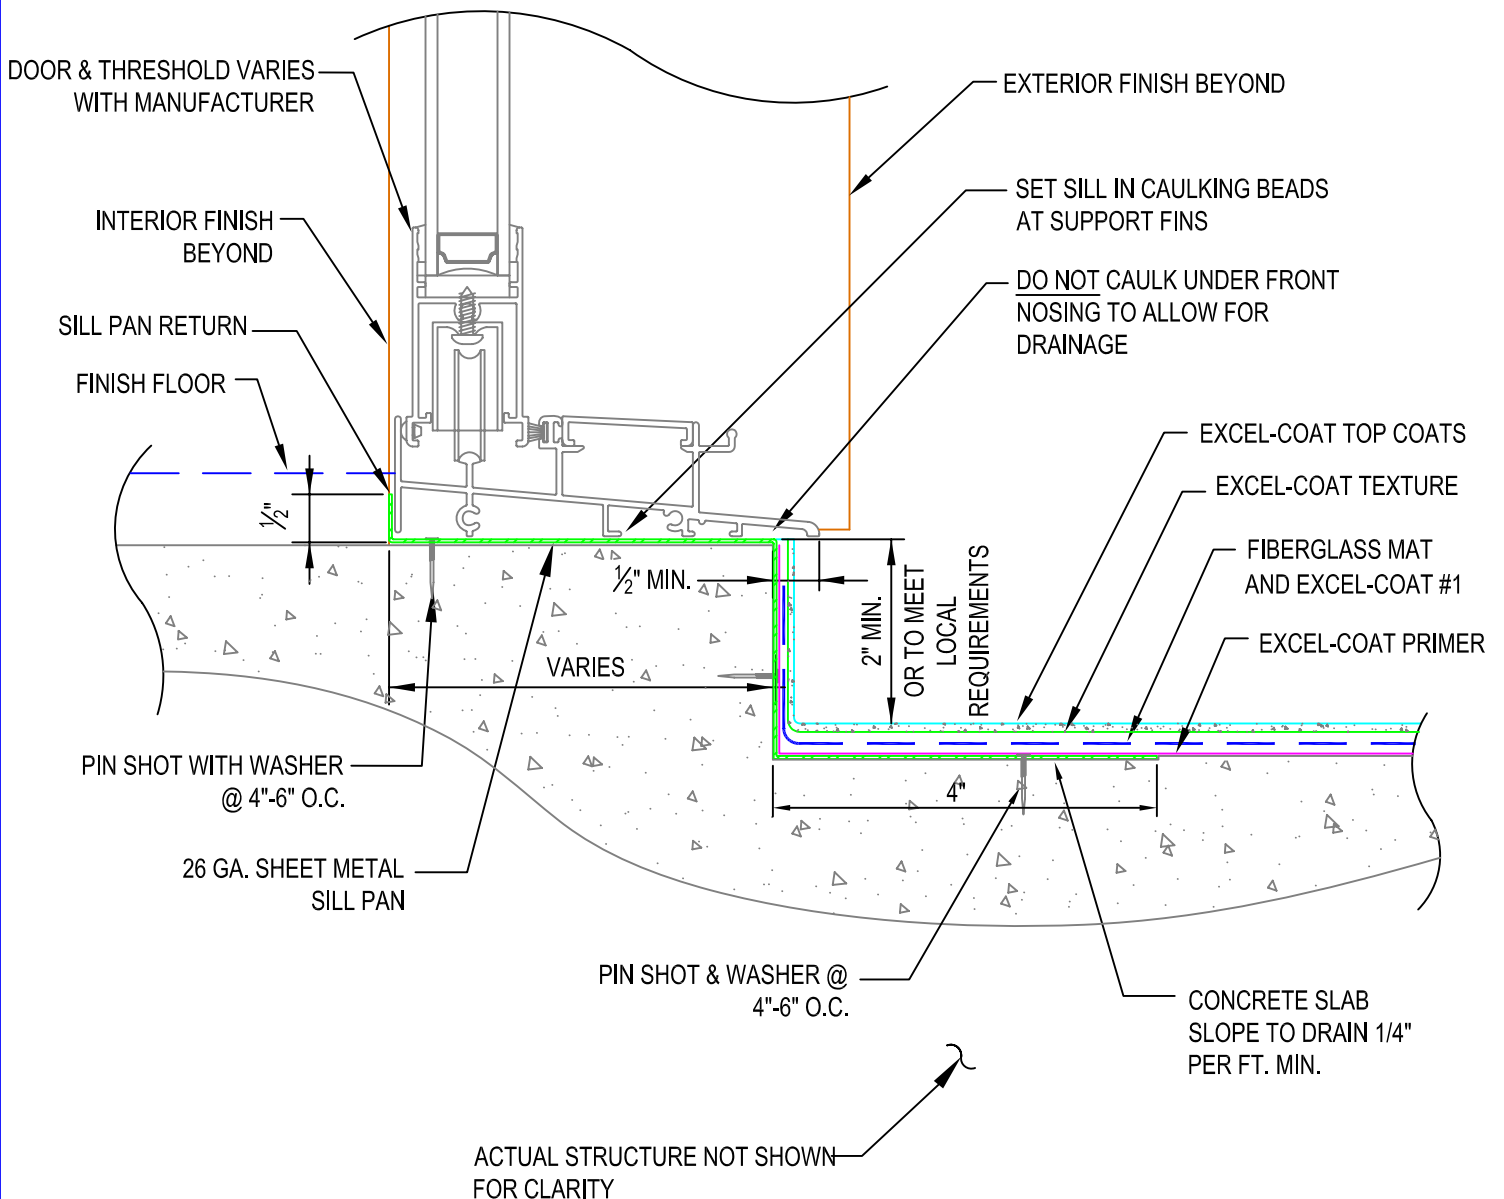 DOOR & THRESHOLD VARIES
WITH MANUFACTURER
EXTERIOR FINISH BEYOND
SET SILL IN CAULKING BEADS
AT SUPPORT FINS
INTERIOR FINISH
BEYOND
DO NOT CAULK UNDER FRONT
NOSING TO ALLOW FOR
DRAINAGE
SILL PAN RETURN
FINISH FLOOR
EXCEL-COAT TOP COATS
EXCEL-COAT TEXTURE
½"
FIBERGLASS MAT
AND EXCEL-COAT #1
½" MIN.
2" MIN.
OR TO MEET
LOCAL
REQUIREMENTS
EXCEL-COAT PRIMER
VARIES
PIN SHOT WITH WASHER
@ 4"-6" O.C.
4"
26 GA. SHEET METAL
SILL PAN
PIN SHOT & WASHER @
4"-6" O.C.
CONCRETE SLAB
SLOPE TO DRAIN 1/4"
PER FT. MIN.
ACTUAL STRUCTURE NOT SHOWN
FOR CLARITY